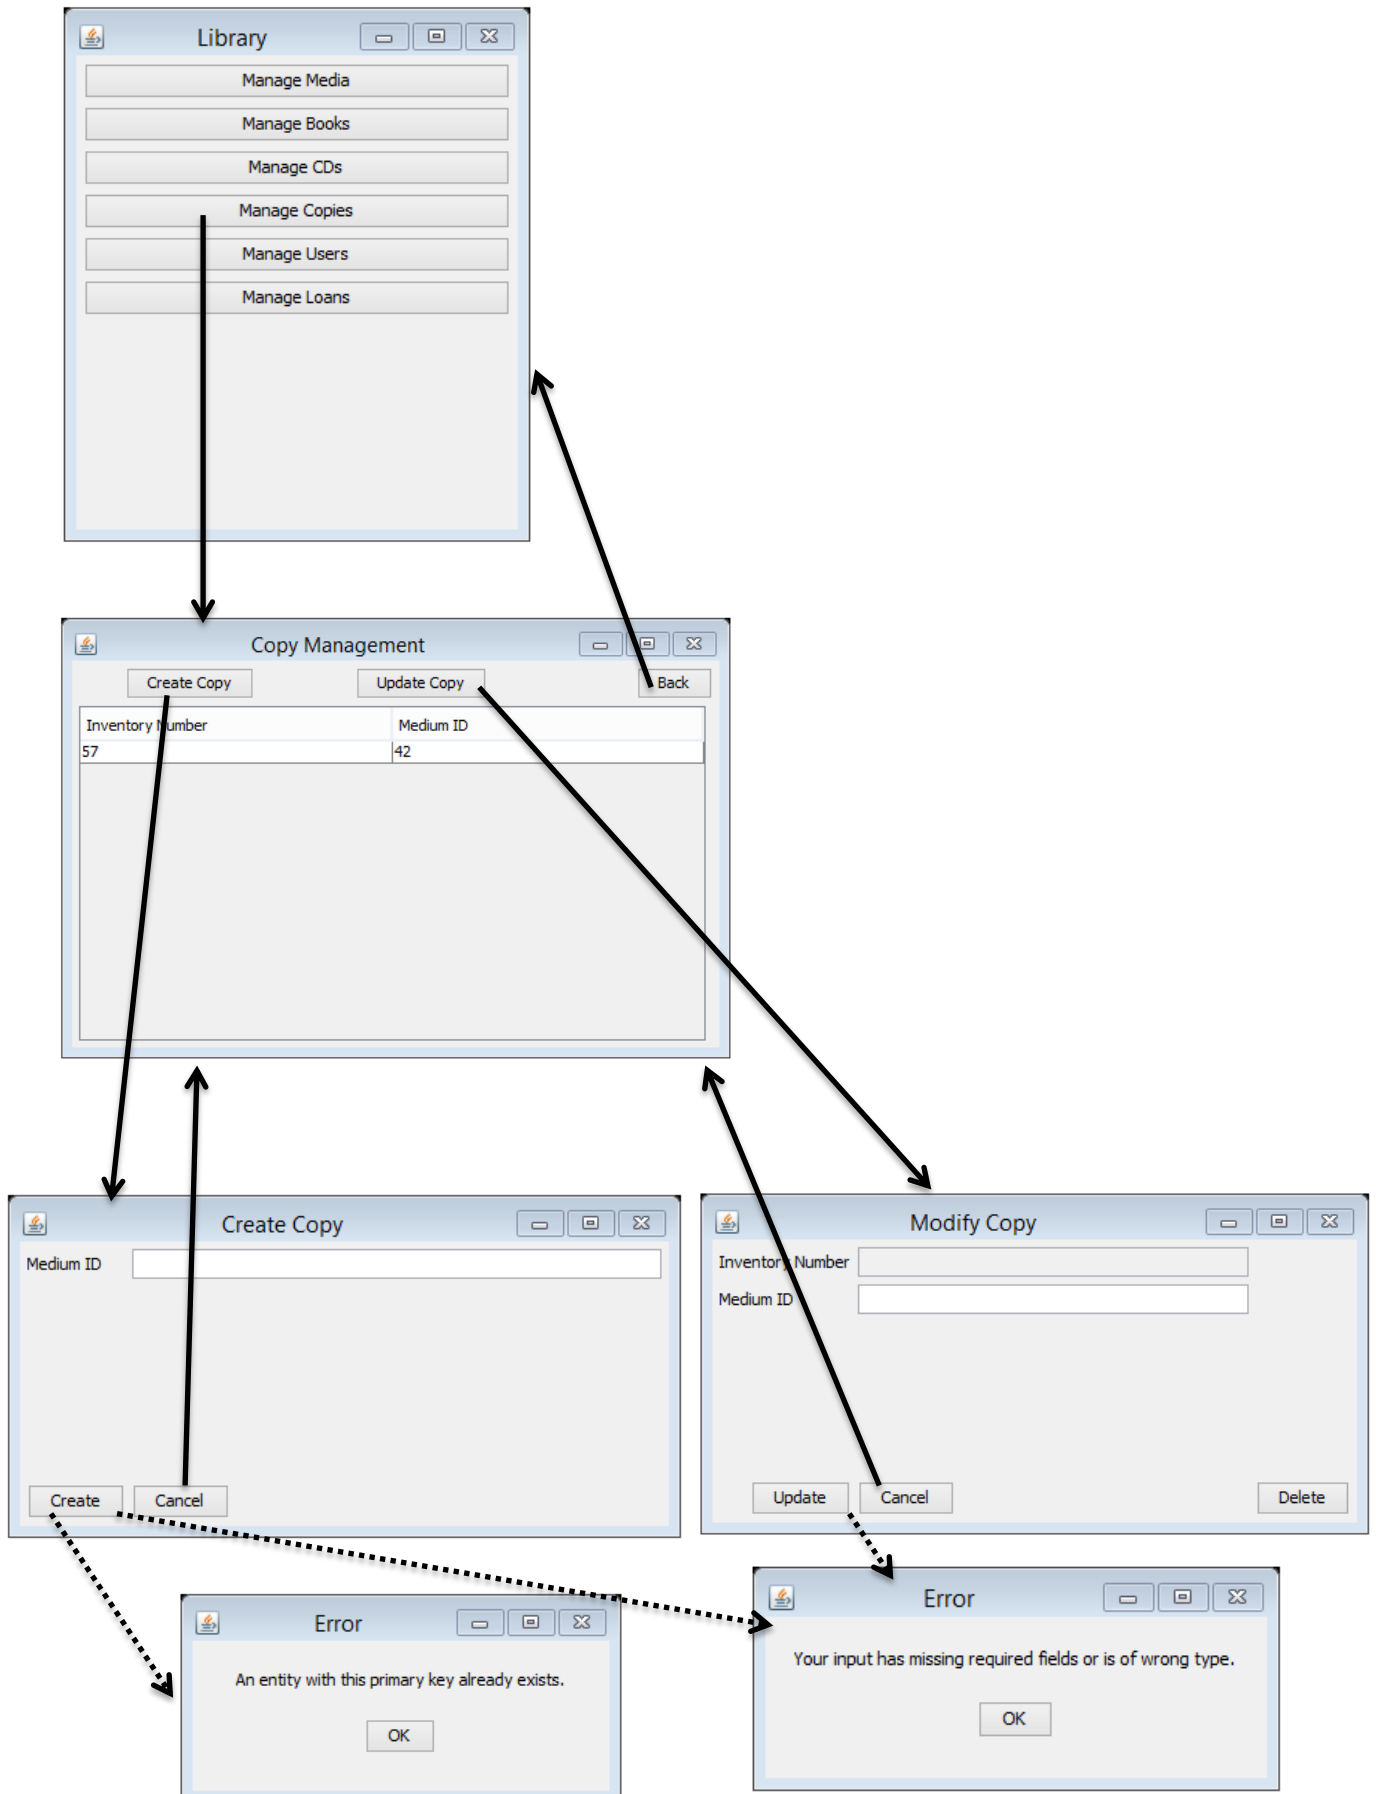 Library
Manage Media
Manage Books
Manage CDs
Manage Copies
Manage Users
Manage Loans
Copy Management
Create Copy Update Copy Back
Inventory Number Medium ID
57 42
Create Copy
Medium ID
Create Cancel
Modify Copy
Inventory Number
Medium ID
Update Cancel Delete
Error
An entity with this primary key already exists.
OK
Error
Your input has missing required fields or is of wrong type.
OK